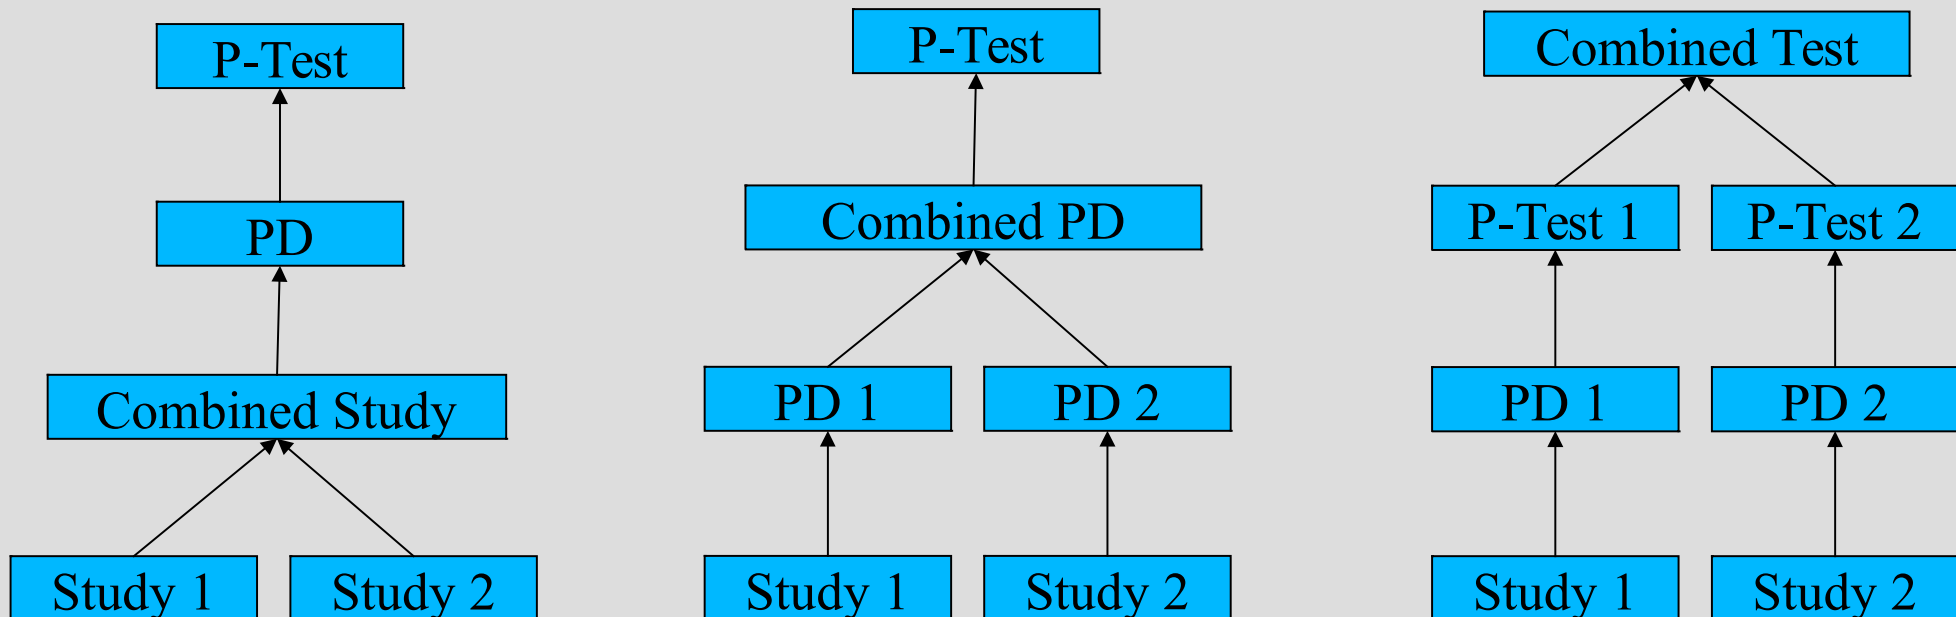 P-Test
PD
Combined Study
Study 1
Study 2
P-Test
Combined PD
PD 1
PD 2
Study 1
Study 2
Combined Test
P-Test 1
P-Test 2
PD 1
PD 2
Study 1
Study 2